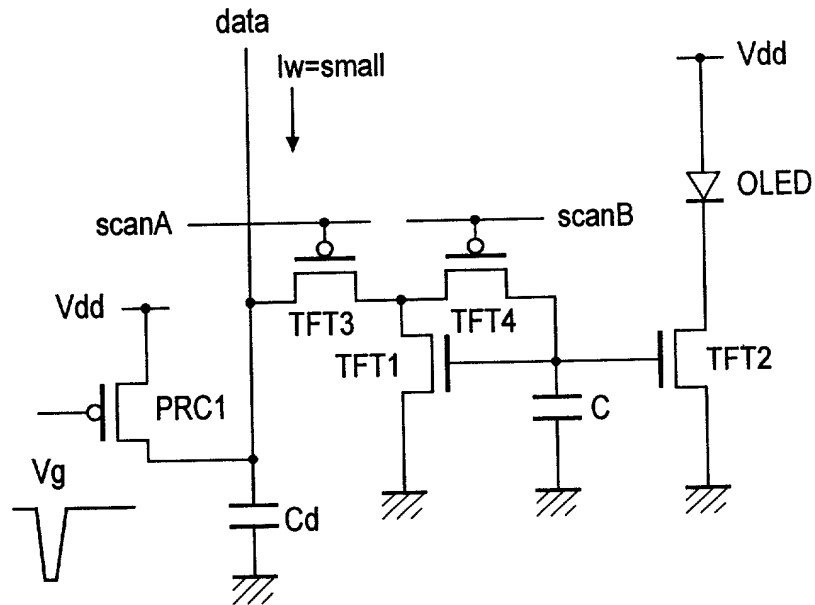 data
Iw=small
Vdd
OLED
scanA
scanB
Vdd
TFT3
TFT4
TFT1
TFT2
PRC1
C
Vg
Cd